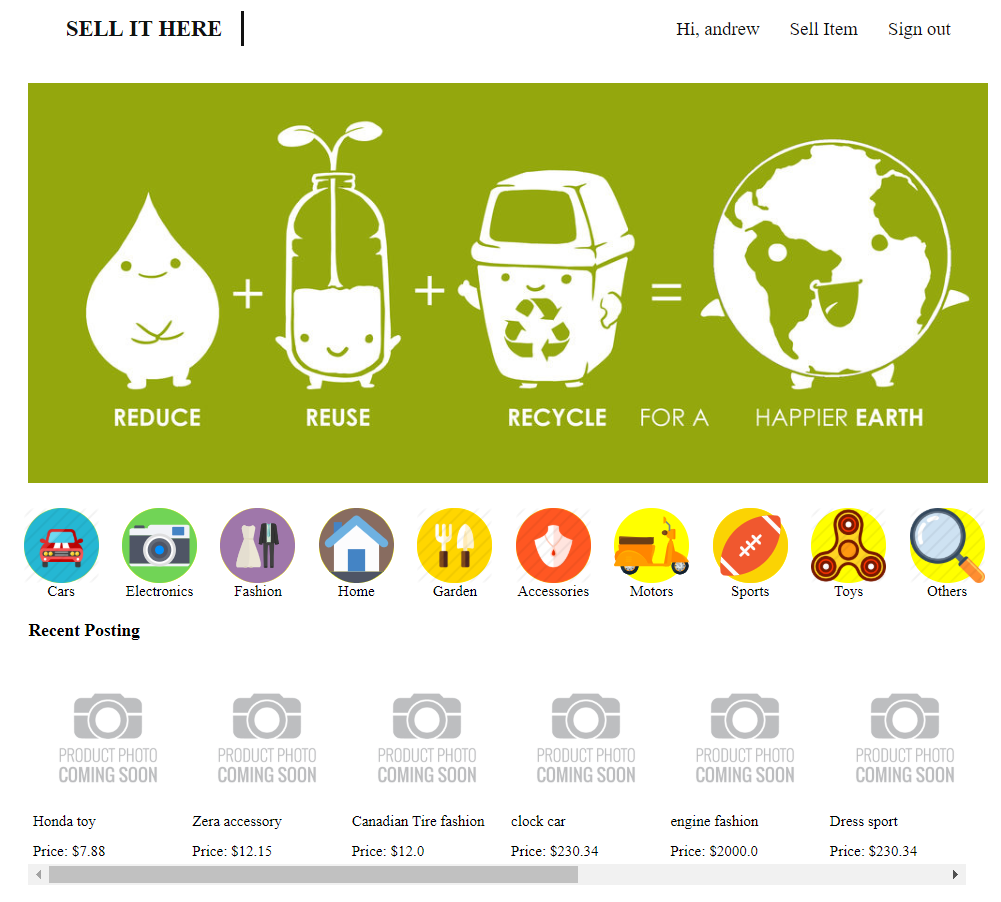 SELL IT HERE
Hi, andrew Sell Item Sign out
REDUCE REUSE RECYCLE FOR A HAPPIER EARTH
Cars Electronics Fashion Home Garden Accessories Motors Sports Toys Others
Recent Posting
PRODUCT PHOTO PRODUCT PHOTO PRODUCT PHOTO PRODUCT PHOTO PRODUCT PHOTO PRODUCT PHOTO
COMING SOON COMING SOON COMING SOON COMING SOON COMING SOON COMING SOON
Honda toy Zera accessory Canadian Tire fashion clock car engine fashion Dress sport
Price: $7.88 Price: $12.15 Price: $12.0 Price: $230.34 Price: $2000.0 Price: $230.34